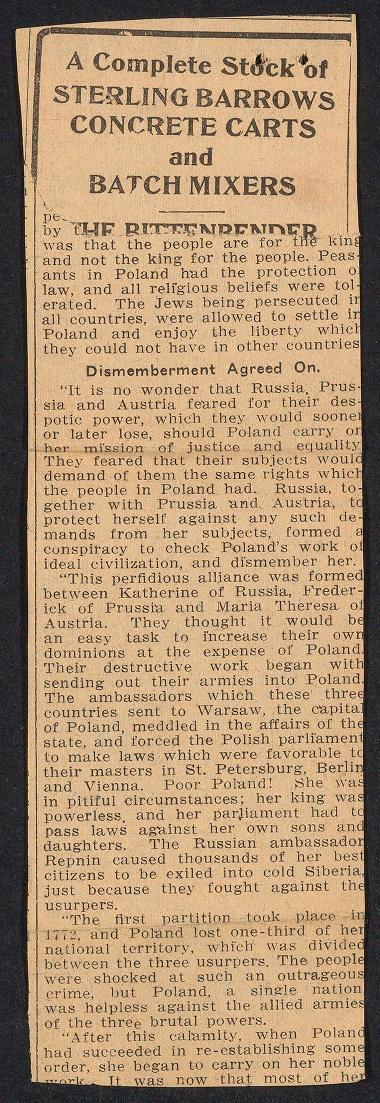 A Complete Stock of
STERLING BARROWS
CONCRETE CARTS
and
BATCH MIXERS
THE BITTENBENDER
by
was that the people are for the king
and not the king for the people. Peas-
ants in Poland had the protection o
law, and all religious beliefs were tol-
erated. The Jews being persecuted in
all countries, were allowed to settle in
Poland and enjoy the liberty which
they could not have in other countries
Dismemberment Agreed On.
"It is no wonder that Russia, Prus-
sia and Austria feared for their des-
potic power, which they would sooner
or later lose, should Poland carry on
her mission of justice and equality
They feared that their subjects would
demand of them the same rights which
the people in Poland had. Russia, to-
gether with Prussia and Austria, to
protect herself against any such de-
mands from her subjects, formed a
conspiracy to check Poland's work of
ideal civilization, and dismember her.
"This perfidious alliance was formed
between Katherine of Russia, Freder-
ick of Prussia and Maria Theresa of
Austria. They thought it would be
an easy task to increase their own
dominions at the expense of Poland.
Their destructive work began with
sending out their armies into Poland.
The ambassadors which these three
countries sent to Warsaw, the capital
of Poland, meddled in the affairs of the
state, and forced the Polish parliament
to make laws which were favorable to
their masters in St. Petersburg, Berlin
and Vienna. Poor Poland! She was
in pitiful circumstances; her king was
powerless, and her parliament had to
pass laws against her own sons and
daughters. The Russian ambassador
Repnin caused thousands of her best
citizens to be exiled into cold Siberia,
just because they fought against the
usurpers.
"The first partition took place in
1772, and Poland lost one-third of her
national territory, which was divided
between the three usurpers. The people
were shocked at such an outrageous
crime, but Poland, a single nation
was helpless against the allied armies
of the three brutal powers.
"After this calamity, when Poland
had succeeded in re-establishing some
order, she began to carry on her noble
work. It was now that most of her